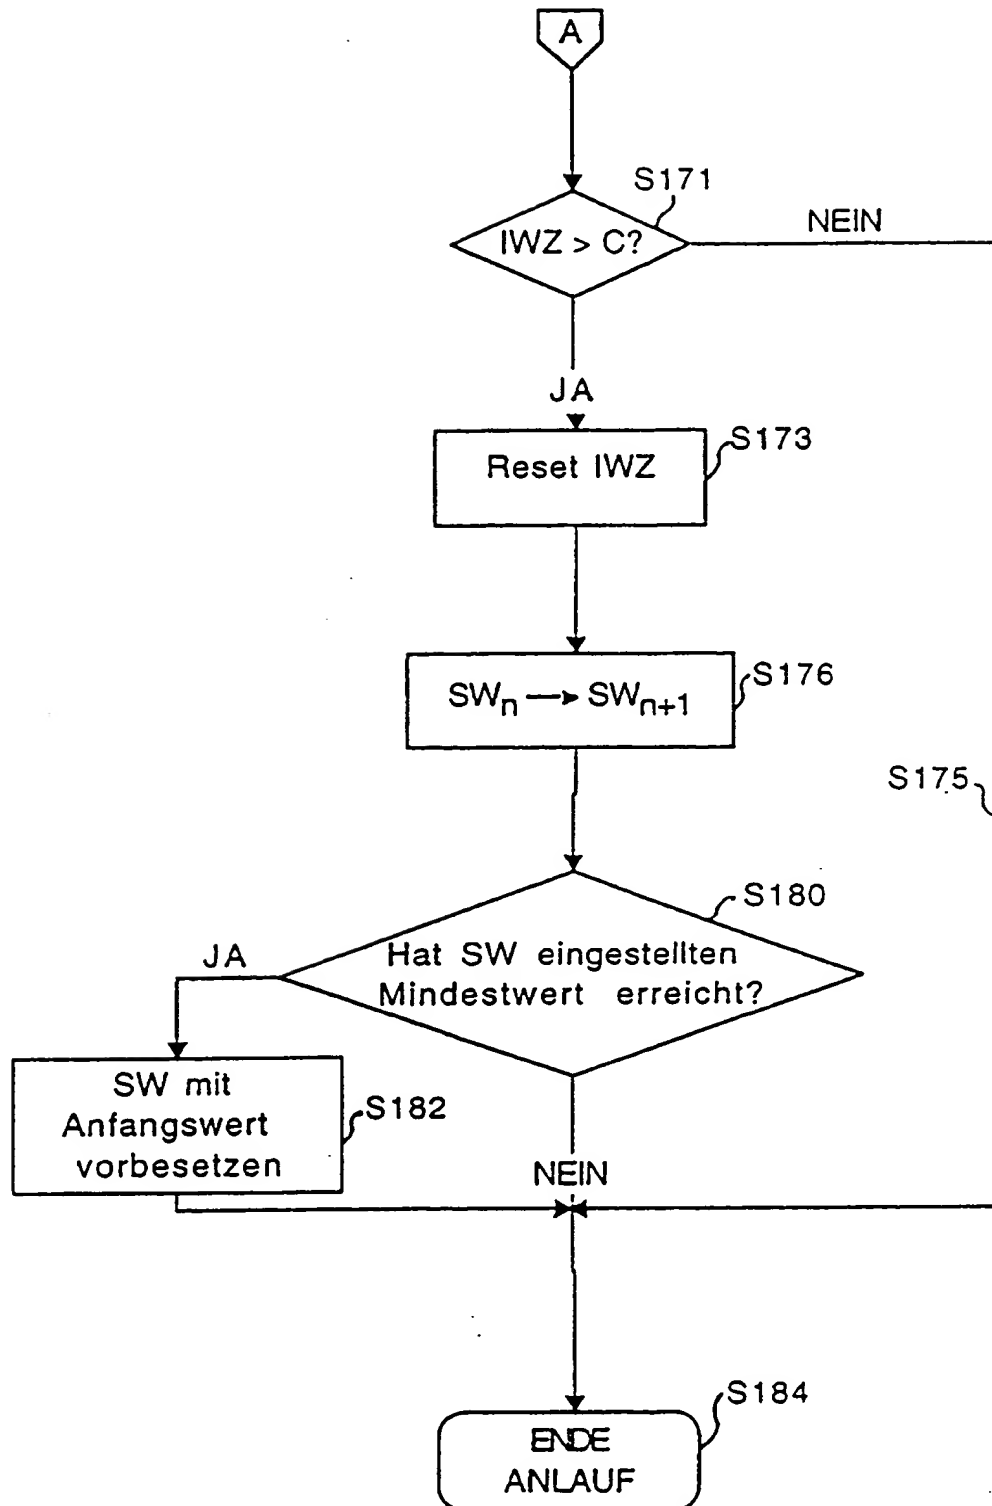 A
S171
IWZ > C?
NEIN
JA
S173
Reset IWZ
S176
SWn → SWn+1
S175
S180
JA
Hat SW eingestellten
Mindestwert erreicht?
SW mit
Anfangswert
vorbesetzen
S182
NEIN
S184
ENDE
ANLAUF